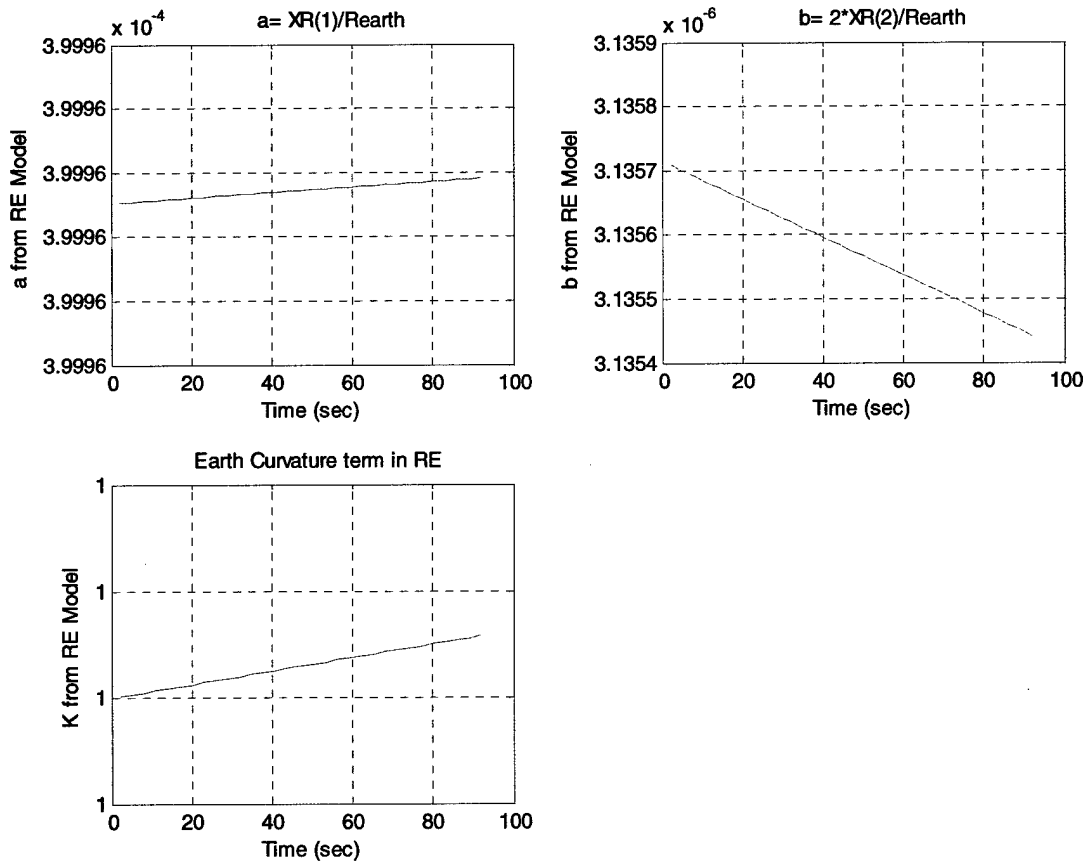 a= XR(1)/Rearth
x 10-4
3.9996
3.9996
3.9996
3.9996
3.9996
3.9996
a from RE Model
0 20 40 60 80 100
Time (sec)
b= 2*XR(2)/Rearth
x 10-6
3.1359
3.1358
3.1357
3.1356
3.1355
3.1354
b from RE Model
0 20 40 60 80 100
Time (sec)
Earth Curvature term in RE
1
1
1
1
K from RE Model
0 20 40 60 80 100
Time (sec)